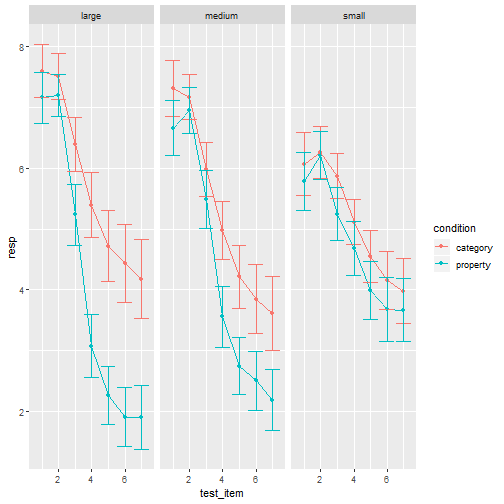 large medium small
8
6
4
2
resp
2 4 6 2 4 6 2 4 6
test_item
condition
category
property